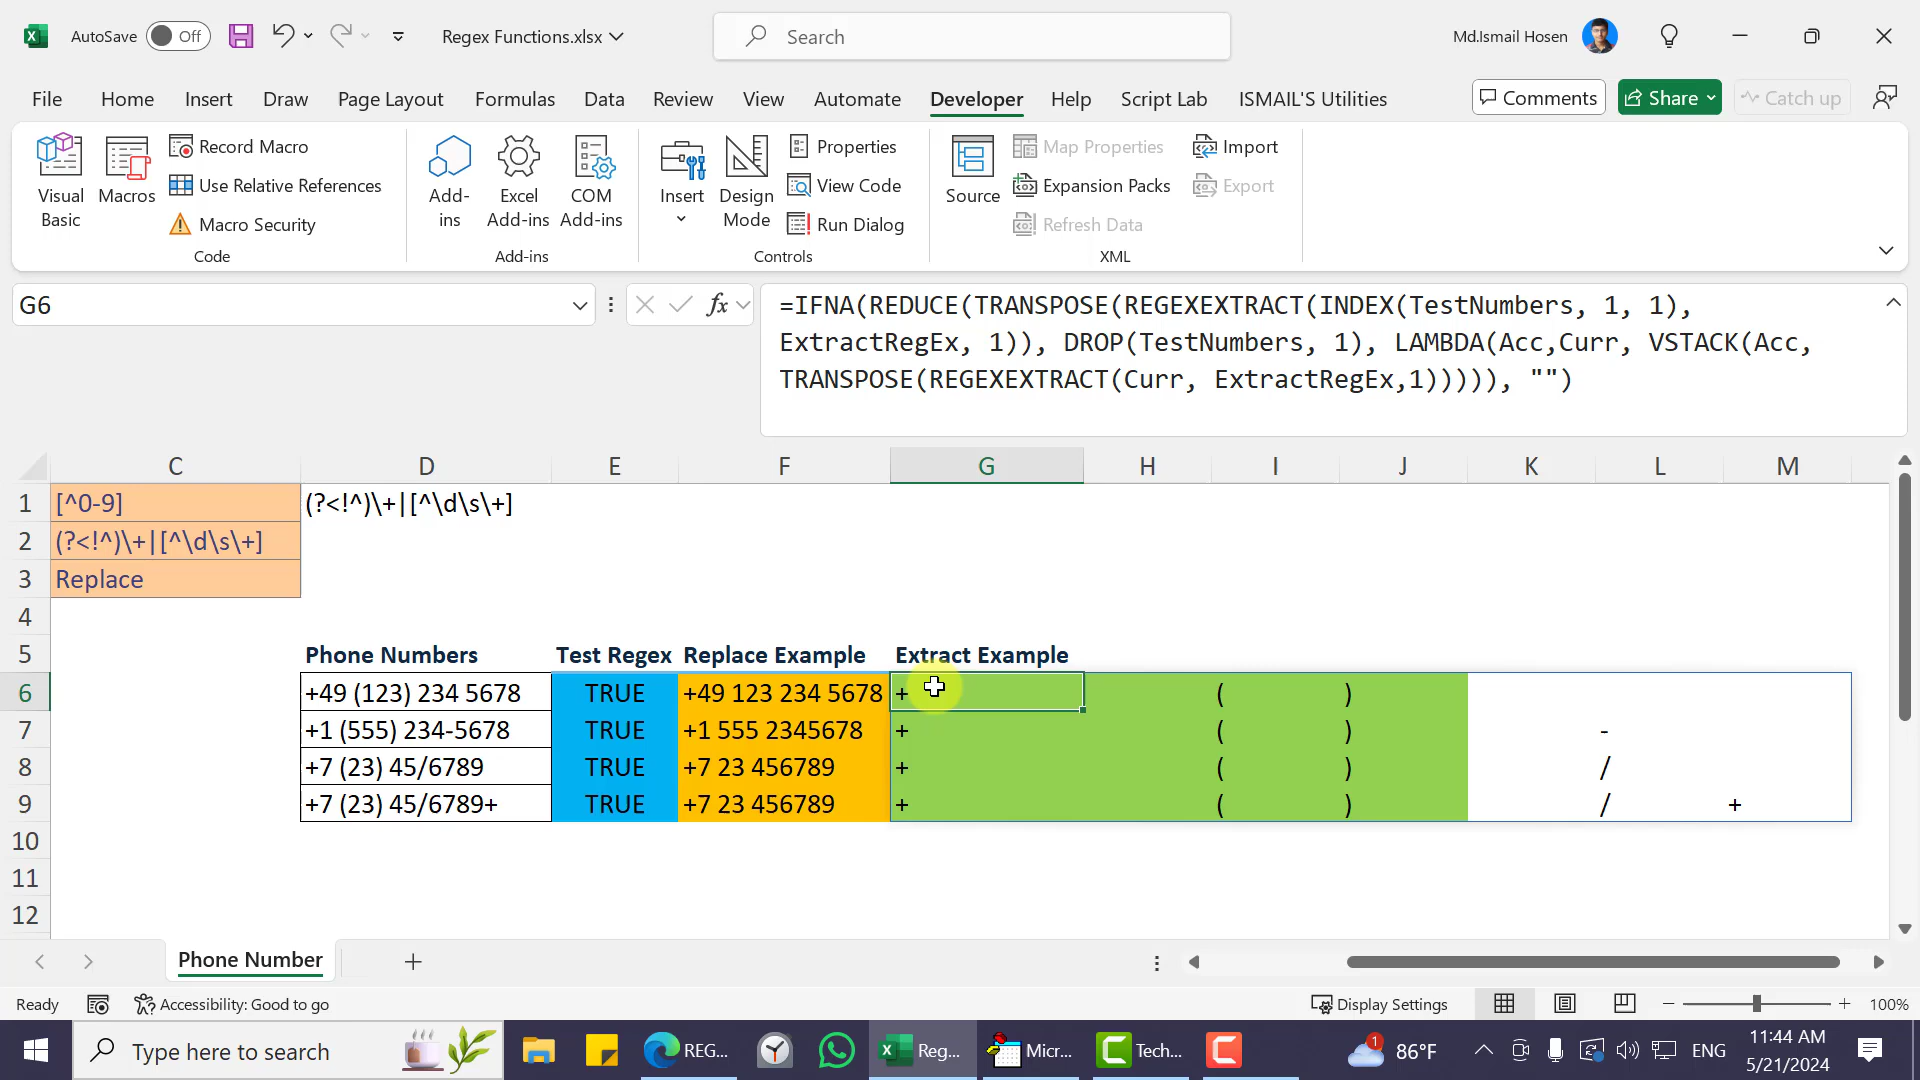 AutoSave Off Regex Functions.xlsx Search Md.Ismail Hosen
File Home Insert Draw Page Layout Formulas Data Review View Automate Developer Help Script Lab ISMAIL'S Utilities Comments Share Catch up
Visual Basic
Macros
Record Macro
Use Relative References
Macro Security
Code
Add-ins
Excel Add-ins
COM Add-ins
Add-ins
Insert
Design Mode
Properties
View Code
Run Dialog
Controls
Source
Map Properties
Expansion Packs
Refresh Data
Import
Export
XML
G6
fx
=IFNA(REDUCE(TRANSPOSE(REGEXEXTRACT(INDEX(TestNumbers, 1, 1),
ExtractRegEx, 1)), DROP(TestNumbers, 1), LAMBDA(Acc,Curr, VSTACK(Acc,
TRANSPOSE(REGEXEXTRACT(Curr, ExtractRegEx,1))))), "")
C D E F G H I J K L M
1 [^0-9] (?<!^)\+|[^\d\s\+]
2 (?<!^)\+|[^\d\s\+]
3 Replace
4
5 Phone Numbers Test Regex Replace Example Extract Example
6 +49 (123) 234 5678 TRUE +49 123 234 5678 + ( )
7 +1 (555) 234-5678 TRUE +1 555 2345678 + ( ) -
8 +7 (23) 45/6789 TRUE +7 23 456789 + ( ) /
9 +7 (23) 45/6789+ TRUE +7 23 456789 + ( ) / +
10
11
12
Phone Number
Ready Accessibility: Good to go Display Settings 100%
Type here to search REG... Reg... Micr... Tech... 1 86°F ENG 11:44 AM
5/21/2024